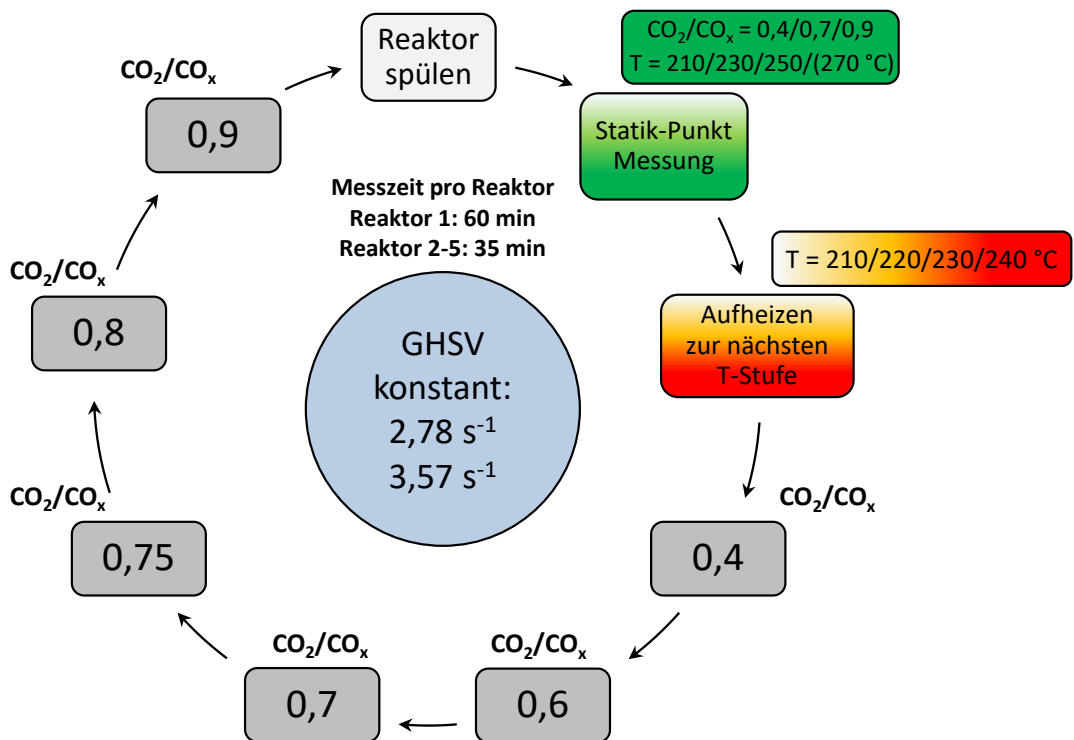 Reaktor
spülen
CO₂/COₓ = 0,4/0,7/0,9
T = 210/230/250/(270 °C)
Statik-Punkt
Messung
T = 210/220/230/240 °C
Aufheizen
zur nächsten
T-Stufe
CO₂/COₓ
0,4
CO₂/COₓ
0,6
CO₂/COₓ
0,7
CO₂/COₓ
0,75
CO₂/COₓ
0,8
CO₂/COₓ
0,9
Messzeit pro Reaktor
Reaktor 1: 60 min
Reaktor 2-5: 35 min
GHSV
konstant:
2,78 s⁻¹
3,57 s⁻¹